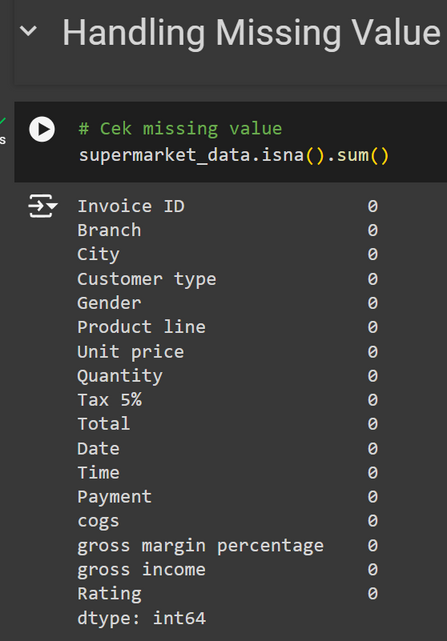 Handling Missing Value
s
# Cek missing value
supermarket_data.isna().sum()
Invoice ID 0
Branch 0
City 0
Customer type 0
Gender 0
Product line 0
Unit price 0
Quantity 0
Tax 5% 0
Total 0
Date 0
Time 0
Payment 0
cogs 0
gross margin percentage 0
gross income 0
Rating 0
dtype: int64